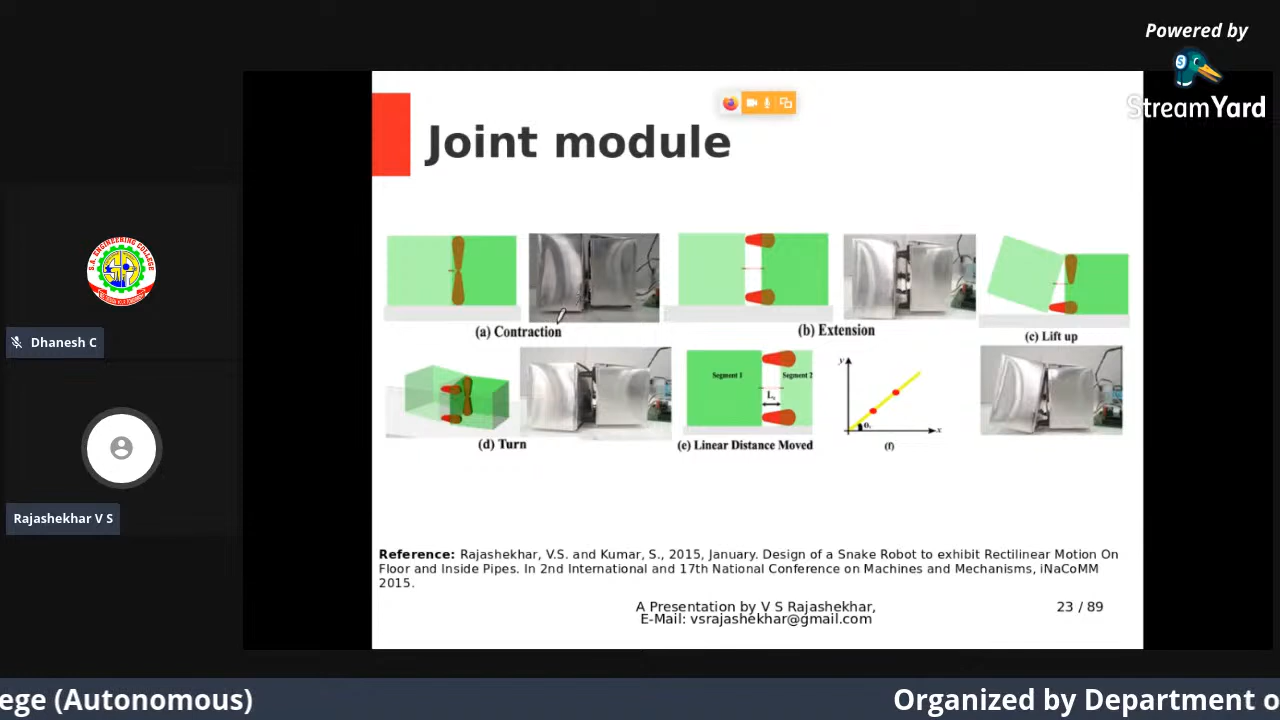 Powered by
StreamYard
Joint module
(a) Contraction
(b) Extension
(c) Lift up
Segment 1
Segment 2
y
x
(d) Turn
(e) Linear Distance Moved
(f)
S.A. ENGINEERING COLLEGE
Dhanesh C
Rajashekhar V S
Reference: Rajashekhar, V.S. and Kumar, S., 2015, January. Design of a Snake Robot to exhibit Rectilinear Motion On
Floor and Inside Pipes. In 2nd International and 17th National Conference on Machines and Mechanisms, iNaCoMM
2015.
A Presentation by V S Rajashekhar,
E-Mail: vsrajashekhar@gmail.com
23 / 89
ege (Autonomous)
Organized by Department o